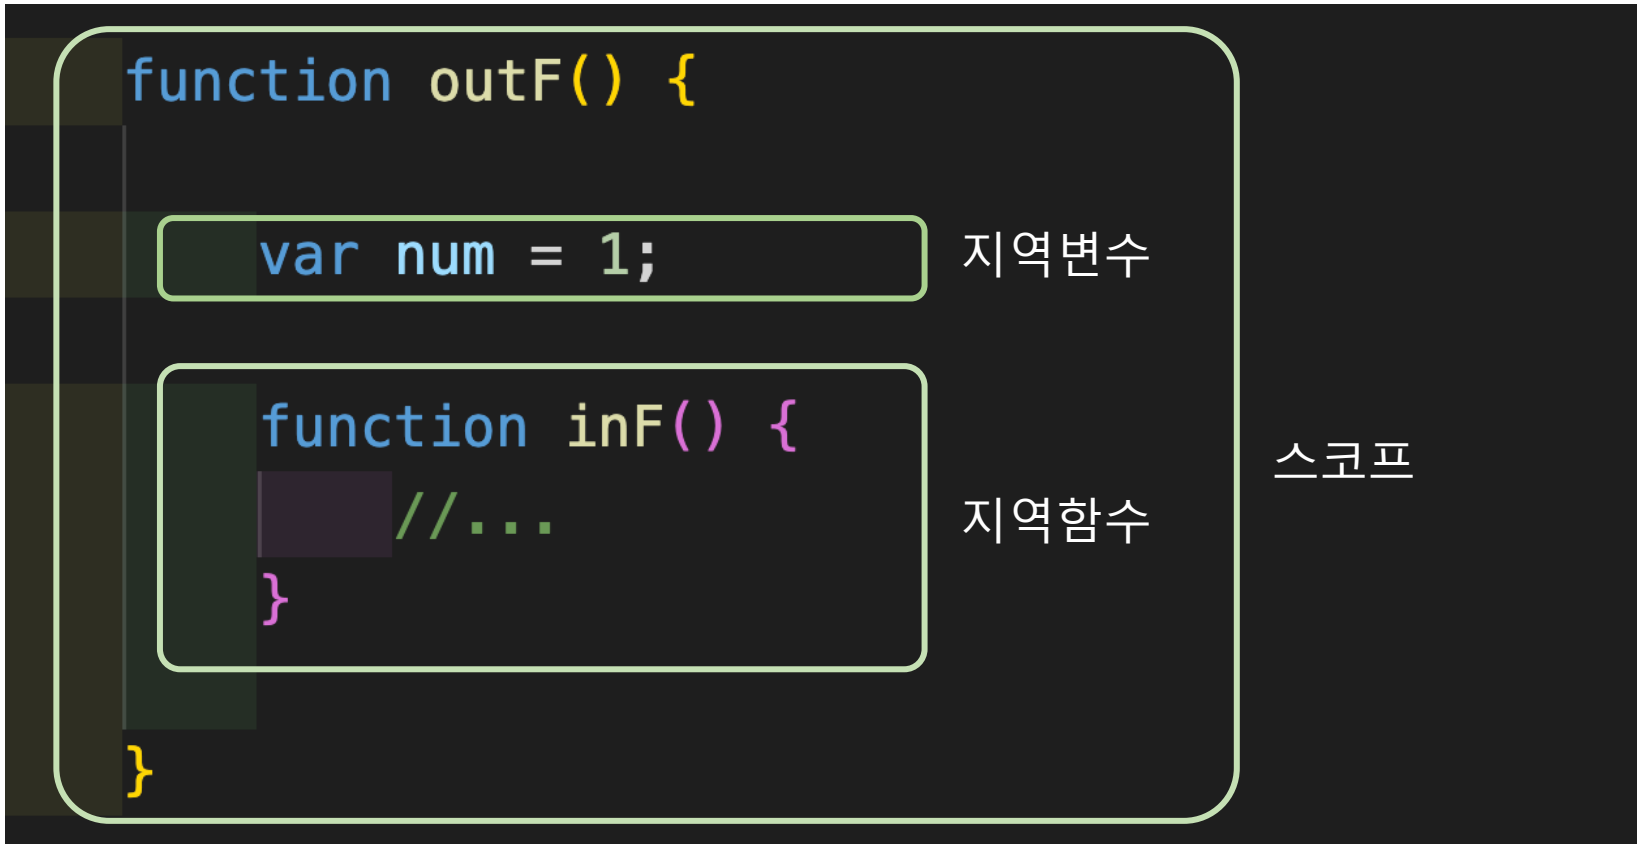 function outF() {
var num = 1;
지역변수
function inF() {
//...
}
지역함수
스코프
}